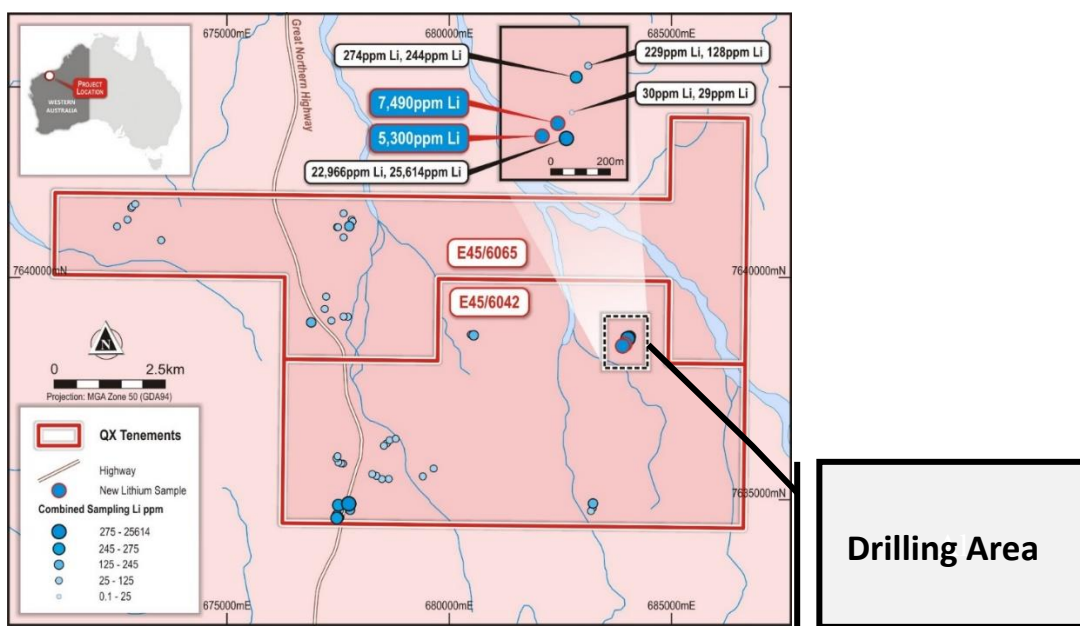 675000mE
680000mE
685000mE
Great Northern Highway
PROJECT
LOCATION
WESTERN
AUSTRALIA
274ppm Li, 244ppm Li
229ppm Li, 128ppm Li
7,490ppm Li
30ppm Li, 29ppm Li
5,300ppm Li
22,966ppm Li, 25,614ppm Li
0 200m
E45/6065
7640000mN
7640000mN
E45/6042
N
0 2.5km
Projection: MGA Zone 50 (GDA94)
QX Tenements
Highway
New Lithium Sample
Combined Sampling Li ppm
275 - 25614
245 - 275
125 - 245
25 - 125
0.1 - 25
7635000mN
675000mE
680000mE
685000mE
Drilling Area